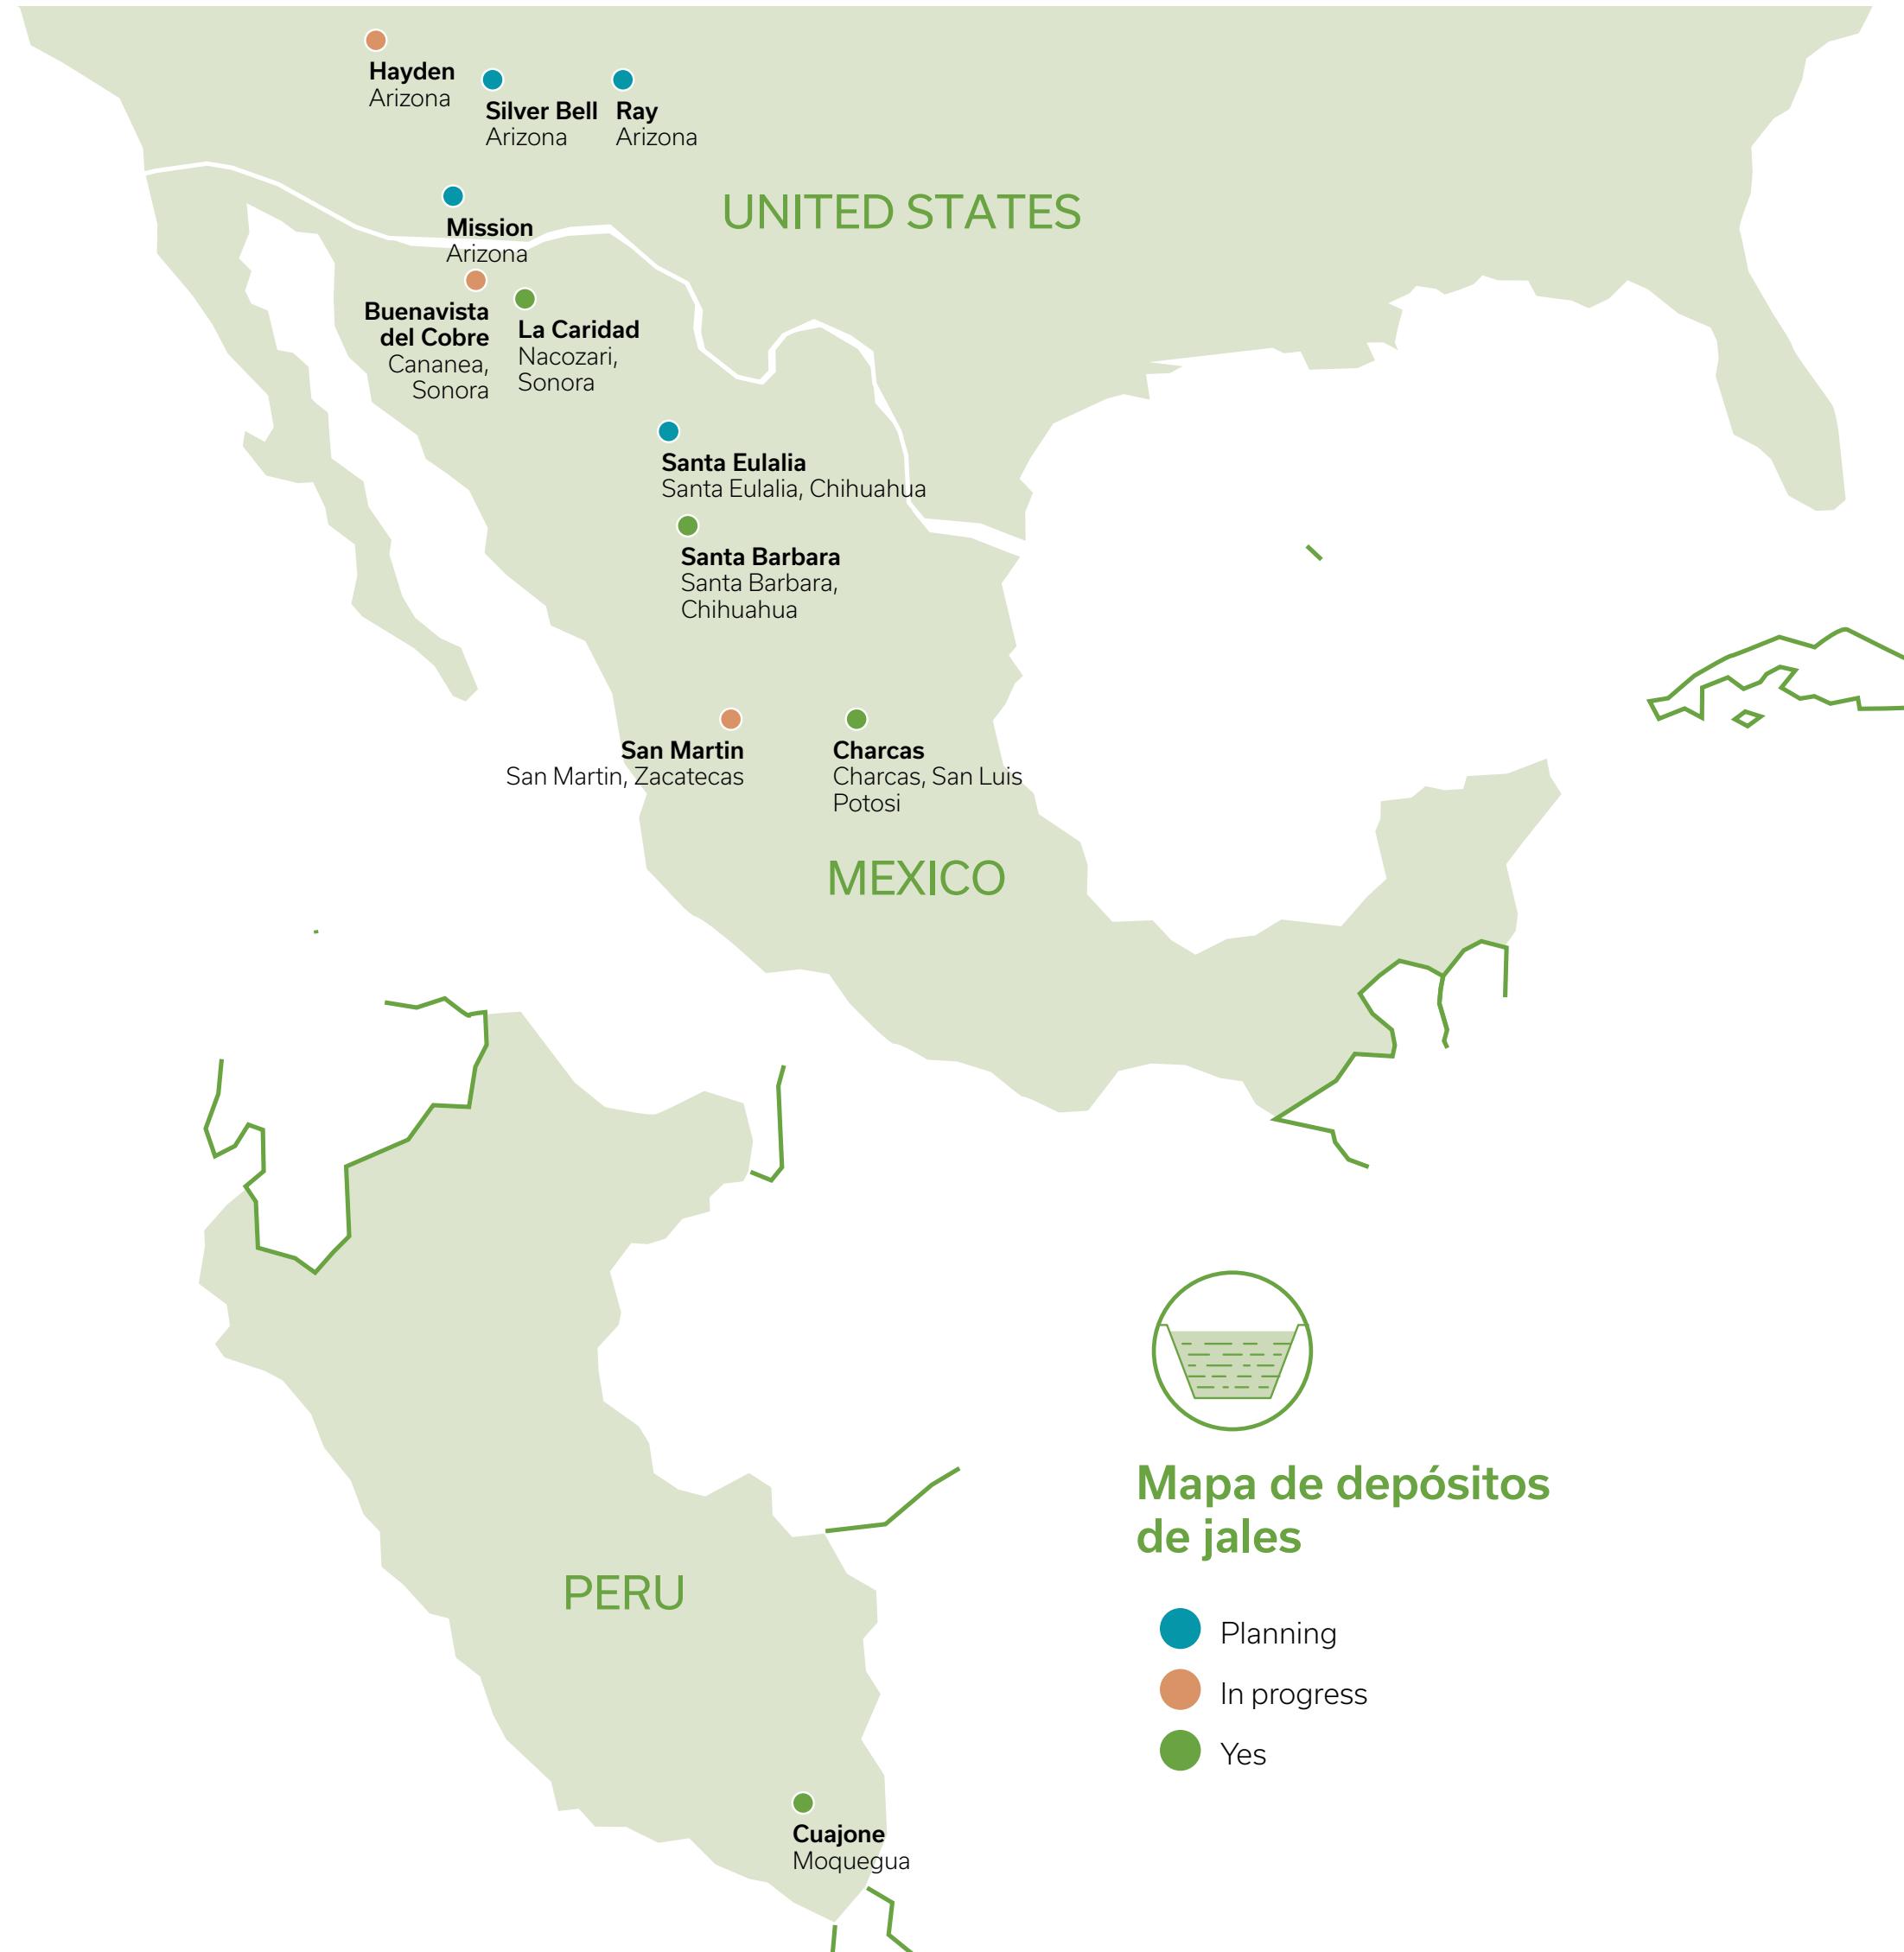 Hayden
Arizona
Silver Bell
Arizona
Ray
Arizona
UNITED STATES
Mission
Arizona
Buenavista
del Cobre
Cananea,
Sonora
La Caridad
Nacozari,
Sonora
Santa Eulalia
Santa Eulalia, Chihuahua
Santa Barbara
Santa Barbara,
Chihuahua
San Martin
San Martin, Zacatecas
Charcas
Charcas, San Luis
Potosi
MEXICO
Mapa de depósitos
de jales
PERU
Planning
In progress
Yes
Cuajone
Moquegua